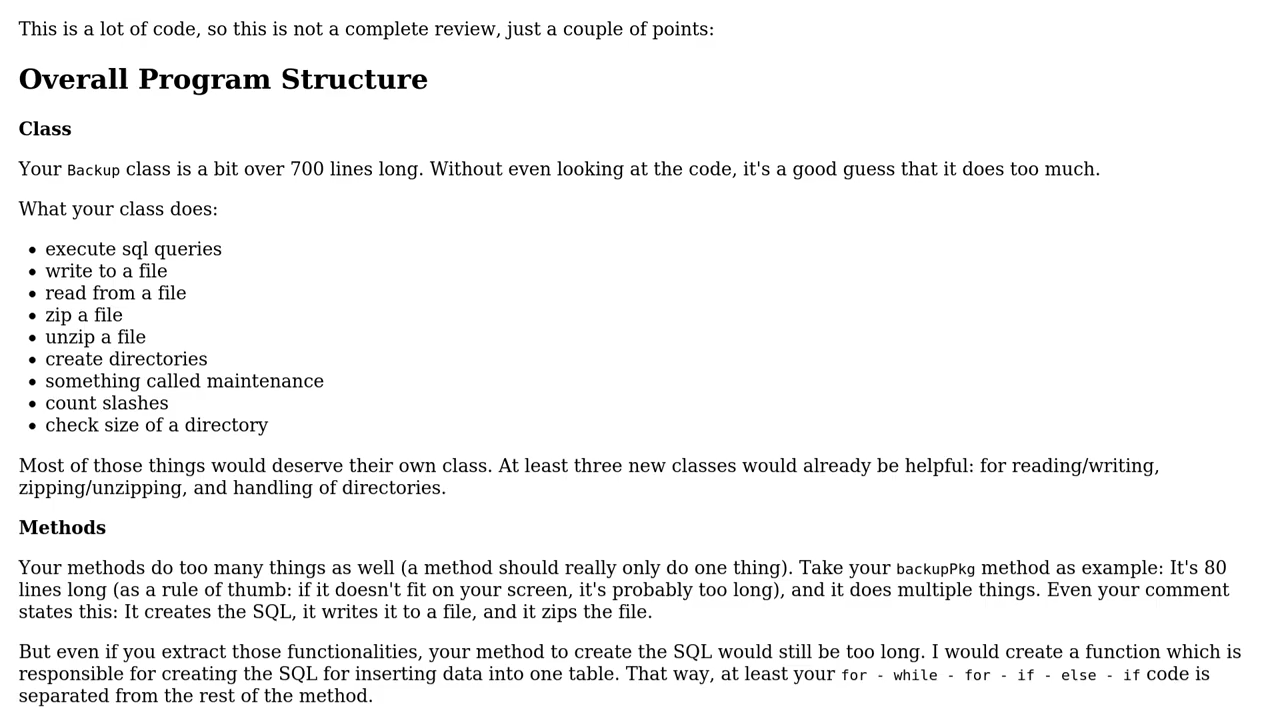 This is a lot of code, so this is not a complete review, just a couple of points:
Overall Program Structure
Class
Your Backup class is a bit over 700 lines long. Without even looking at the code, it's a good guess that it does too much.
What your class does:
• execute sql queries
• write to a file
• read from a file
• zip a file
• unzip a file
• create directories
• something called maintenance
• count slashes
• check size of a directory
Most of those things would deserve their own class. At least three new classes would already be helpful: for reading/writing,
zipping/unzipping, and handling of directories.
Methods
Your methods do too many things as well (a method should really only do one thing). Take your backupPkg method as example: It's 80
lines long (as a rule of thumb: if it doesn't fit on your screen, it's probably too long), and it does multiple things. Even your comment
states this: It creates the SQL, it writes it to a file, and it zips the file.
But even if you extract those functionalities, your method to create the SQL would still be too long. I would create a function which is
responsible for creating the SQL for inserting data into one table. That way, at least your for - while - for - if - else - if code is
separated from the rest of the method.